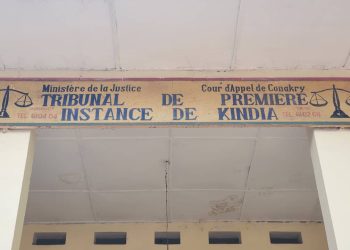 Ministère de la Justice Cour d'Appel de Conakry
TRIBUNAL DE PREMIERE
INSTANCE DE KINDIA